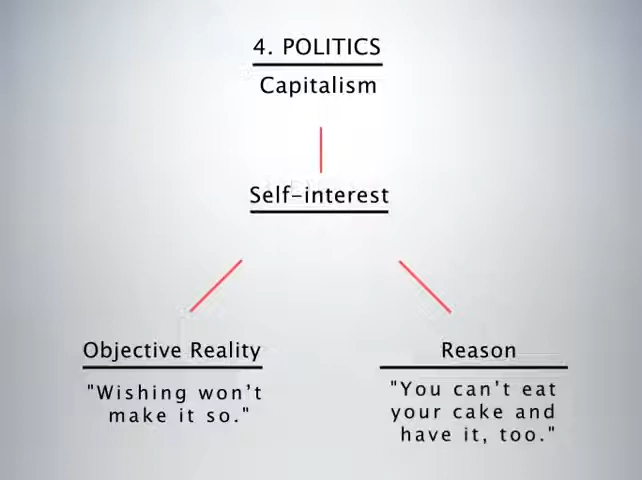 4. POLITICS
Capitalism
Self-interest
Objective Reality
"Wishing won't
make it so."
Reason
"You can't eat
your cake and
have it, too."